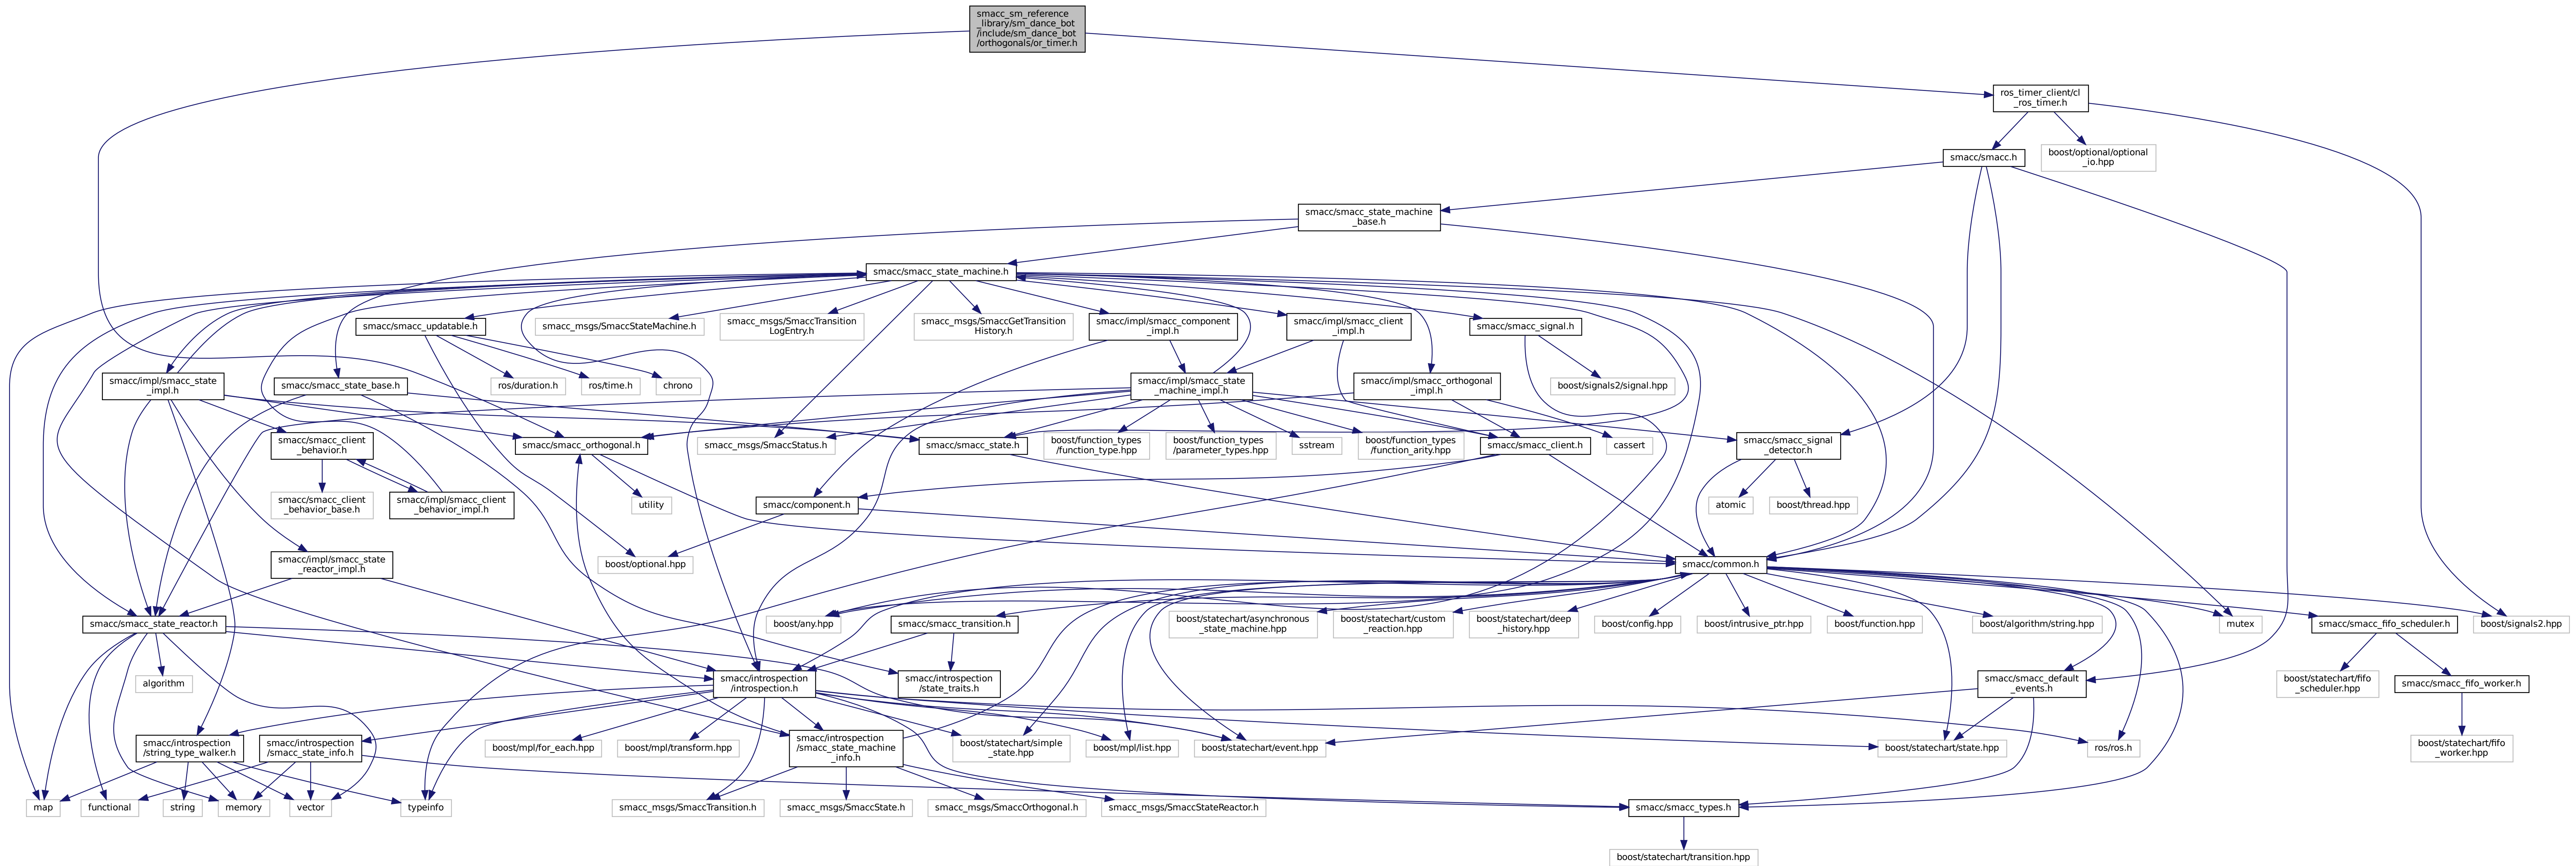 smacc_sm_reference
_library/sm_dance_bot
/include/sm_dance_bot
/orthogonals/or_timer.h
ros_timer_client/cl
_ros_timer.h
smacc/smacc.h
boost/optional/optional
_io.hpp
smacc/smacc_state_machine
_base.h
smacc/smacc_state_machine.h
smacc/smacc_updatable.h
smacc_msgs/SmaccStateMachine.h
smacc_msgs/SmaccTransition
LogEntry.h
smacc_msgs/SmaccGetTransition
History.h
smacc/impl/smacc_component
_impl.h
smacc/impl/smacc_client
_impl.h
smacc/smacc_signal.h
smacc/impl/smacc_state
_impl.h
smacc/smacc_state_base.h
ros/duration.h
ros/time.h
chrono
smacc/impl/smacc_state
_machine_impl.h
smacc/impl/smacc_orthogonal
_impl.h
boost/signals2/signal.hpp
smacc/smacc_client
_behavior.h
smacc/smacc_orthogonal.h
smacc_msgs/SmaccStatus.h
smacc/smacc_state.h
boost/function_types
/function_type.hpp
boost/function_types
/parameter_types.hpp
sstream
boost/function_types
/function_arity.hpp
smacc/smacc_client.h
cassert
smacc/smacc_signal
_detector.h
smacc/smacc_client
_behavior_base.h
smacc/impl/smacc_client
_behavior_impl.h
utility
smacc/component.h
atomic
boost/thread.hpp
smacc/impl/smacc_state
_reactor_impl.h
boost/optional.hpp
smacc/common.h
smacc/smacc_state_reactor.h
boost/any.hpp
smacc/smacc_transition.h
boost/statechart/asynchronous
_state_machine.hpp
boost/statechart/custom
_reaction.hpp
boost/statechart/deep
_history.hpp
boost/config.hpp
boost/intrusive_ptr.hpp
boost/function.hpp
boost/algorithm/string.hpp
mutex
smacc/smacc_fifo_scheduler.h
boost/signals2.hpp
algorithm
smacc/introspection
/introspection.h
smacc/introspection
/state_traits.h
smacc/smacc_default
_events.h
boost/statechart/fifo
_scheduler.hpp
smacc/smacc_fifo_worker.h
smacc/introspection
/string_type_walker.h
smacc/introspection
/smacc_state_info.h
boost/mpl/for_each.hpp
boost/mpl/transform.hpp
smacc/introspection
/smacc_state_machine
_info.h
boost/statechart/simple
_state.hpp
boost/mpl/list.hpp
boost/statechart/event.hpp
boost/statechart/state.hpp
ros/ros.h
boost/statechart/fifo
_worker.hpp
map
functional
string
memory
vector
typeinfo
smacc_msgs/SmaccTransition.h
smacc_msgs/SmaccState.h
smacc_msgs/SmaccOrthogonal.h
smacc_msgs/SmaccStateReactor.h
smacc/smacc_types.h
boost/statechart/transition.hpp